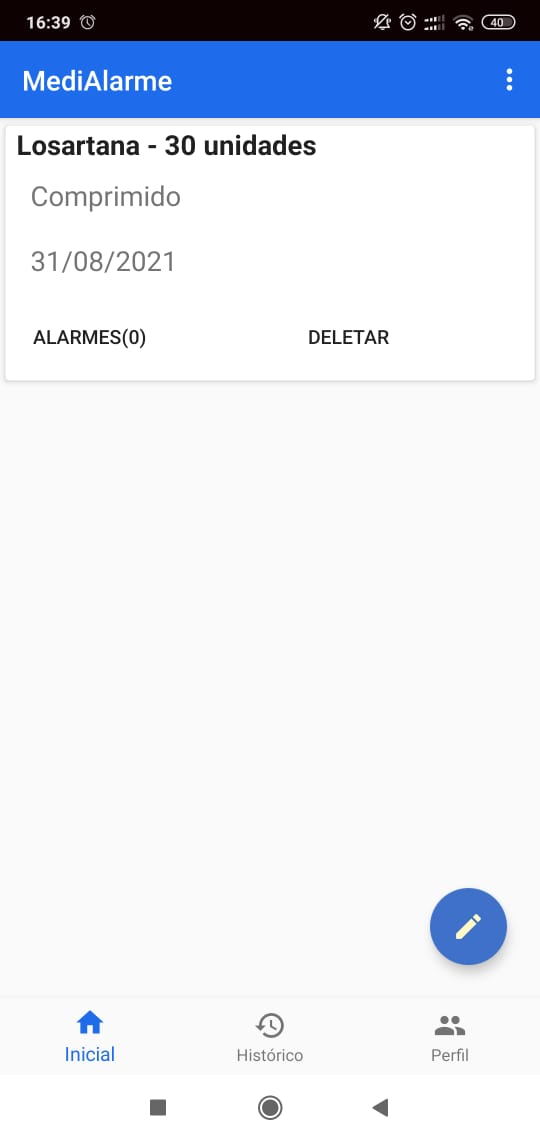 16:39
40
MediAlarme
Losartana - 30 unidades
Comprimido
31/08/2021
ALARMES(0) DELETAR
Inicial Histórico Perfil